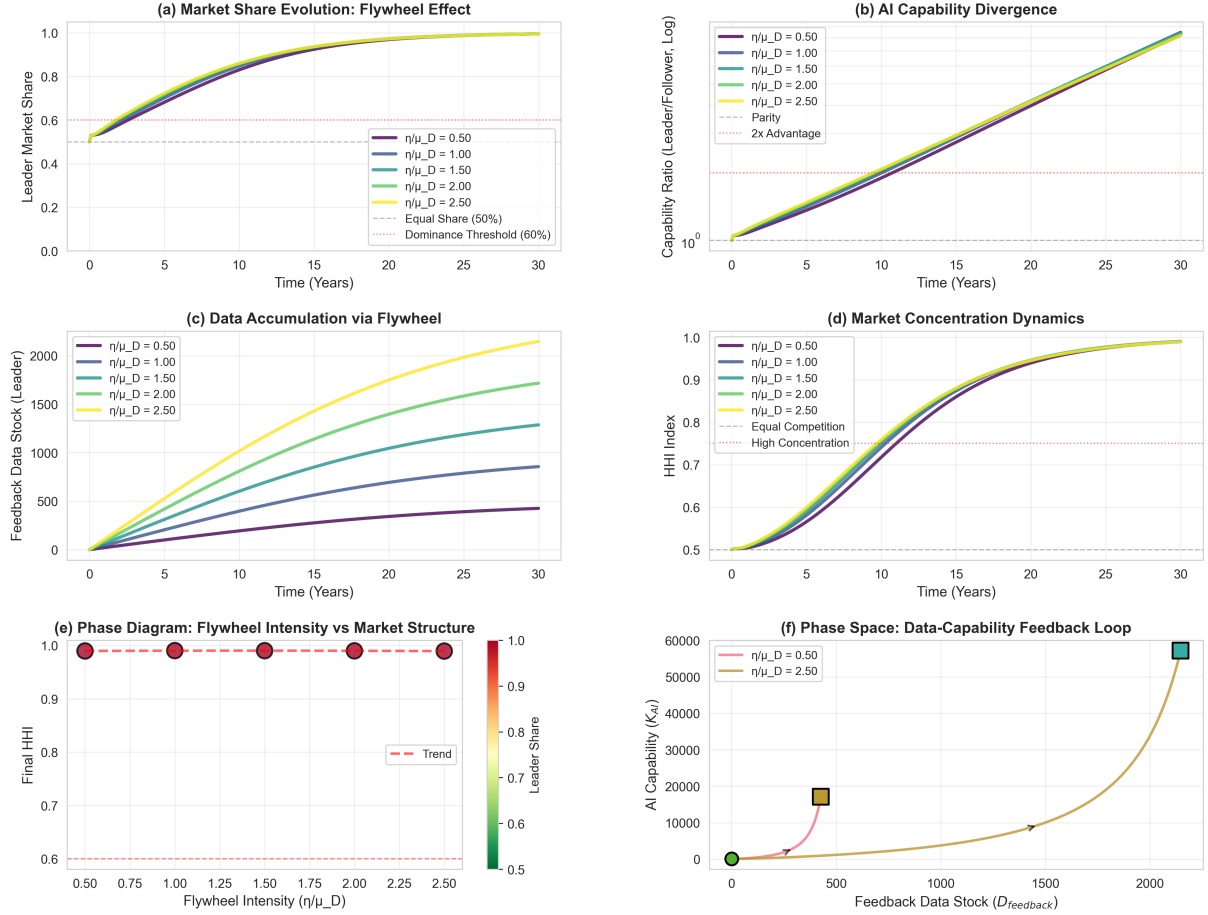 (a) Market Share Evolution: Flywheel Effect
Leader Market Share
1.0
0.8
0.6
0.4
0.2
0.0
η/μ_D = 0.50
η/μ_D = 1.00
η/μ_D = 1.50
η/μ_D = 2.00
η/μ_D = 2.50
Equal Share (50%)
Dominance Threshold (60%)
0 5 10 15 20 25 30
Time (Years)
(b) AI Capability Divergence
Capability Ratio (Leader/Follower, Log)
10^0
η/μ_D = 0.50
η/μ_D = 1.00
η/μ_D = 1.50
η/μ_D = 2.00
η/μ_D = 2.50
Parity
2x Advantage
0 5 10 15 20 25 30
Time (Years)
(c) Data Accumulation via Flywheel
Feedback Data Stock (Leader)
2000
1500
1000
500
0
η/μ_D = 0.50
η/μ_D = 1.00
η/μ_D = 1.50
η/μ_D = 2.00
η/μ_D = 2.50
0 5 10 15 20 25 30
Time (Years)
(d) Market Concentration Dynamics
HHI Index
1.0
0.9
0.8
0.7
0.6
0.5
η/μ_D = 0.50
η/μ_D = 1.00
η/μ_D = 1.50
η/μ_D = 2.00
η/μ_D = 2.50
Equal Competition
High Concentration
0 5 10 15 20 25 30
Time (Years)
(e) Phase Diagram: Flywheel Intensity vs Market Structure
Final HHI
1.0
0.9
0.8
0.7
0.6
Trend
0.50 0.75 1.00 1.25 1.50 1.75 2.00 2.25 2.50
Flywheel Intensity (η/μ_D)
1.0
0.9
0.8
0.7
0.6
0.5
Leader Share
(f) Phase Space: Data-Capability Feedback Loop
AI Capability (K_AI)
60000
50000
40000
30000
20000
10000
0
η/μ_D = 0.50
η/μ_D = 2.50
0 500 1000 1500 2000
Feedback Data Stock (D_feedback)